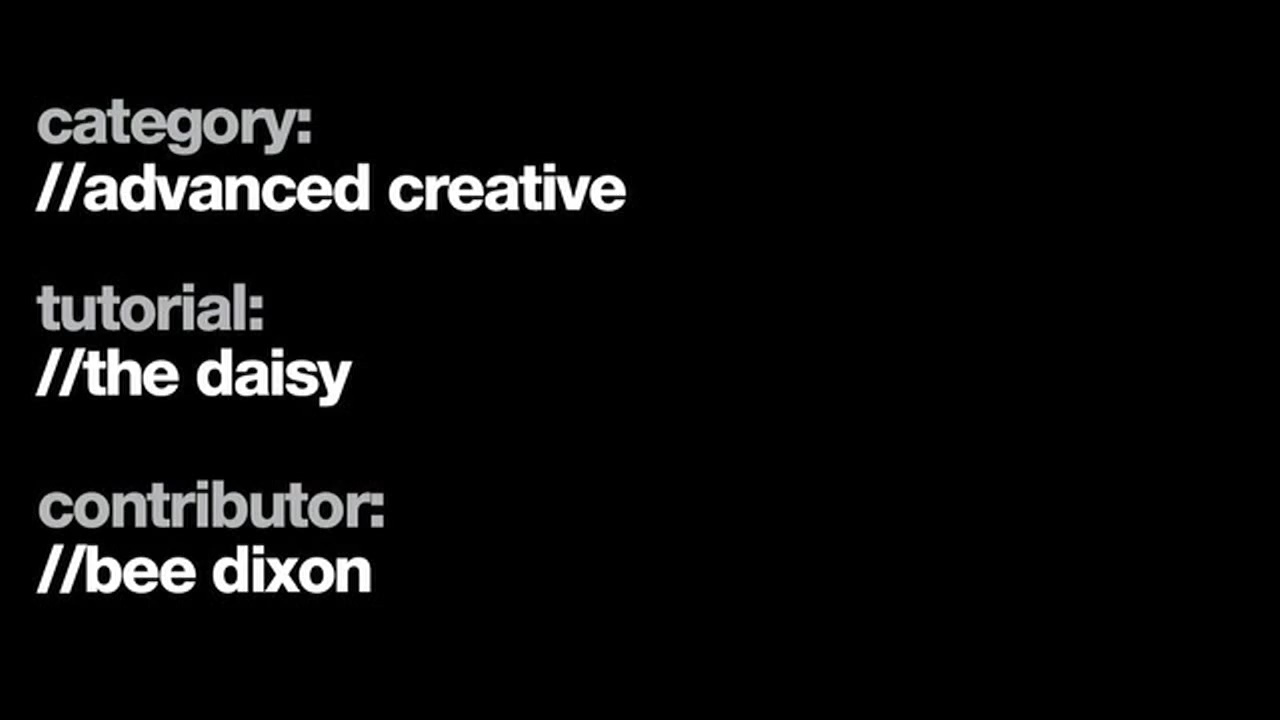 category:
//advanced creative
tutorial:
//the daisy
contributor:
//bee dixon